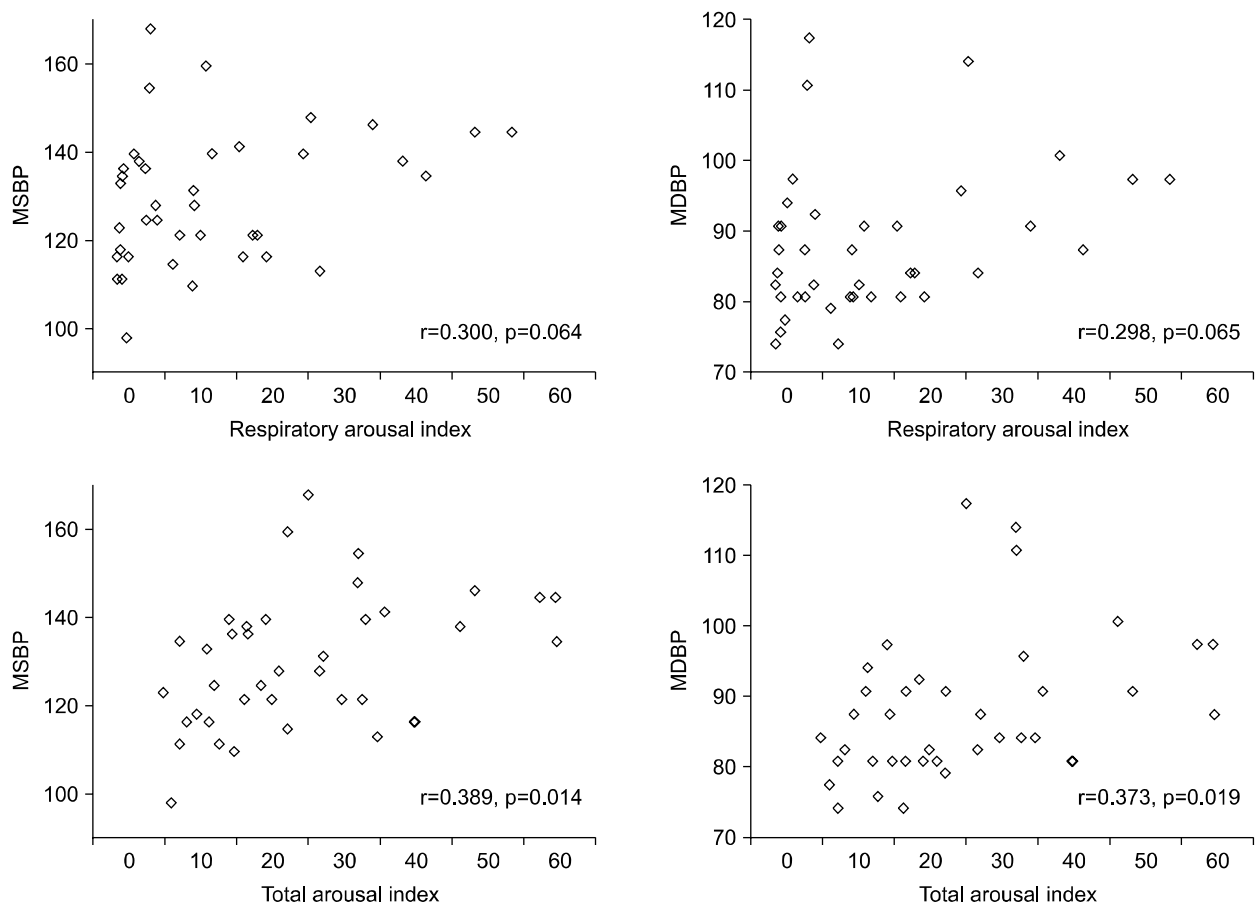 160
140
120
100
MSBP
r=0.300, p=0.064
0 10 20 30 40 50 60
Respiratory arousal index
120
110
100
90
80
70
MDBP
r=0.298, p=0.065
0 10 20 30 40 50 60
Respiratory arousal index
160
140
120
100
MSBP
r=0.389, p=0.014
0 10 20 30 40 50 60
Total arousal index
120
110
100
90
80
70
MDBP
r=0.373, p=0.019
0 10 20 30 40 50 60
Total arousal index